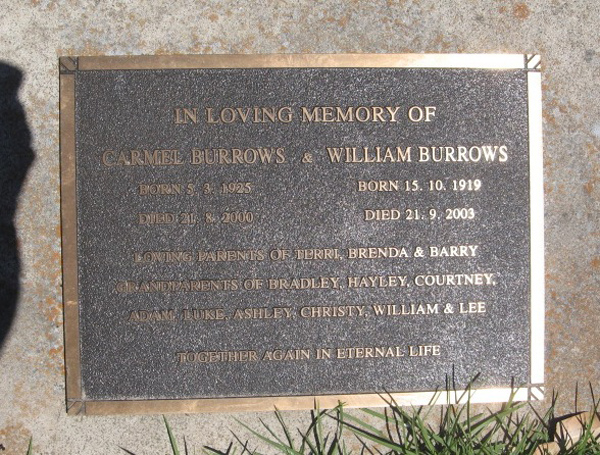 IN LOVING MEMORY OF
CARMEL BURROWS & WILLIAM BURROWS
BORN 5. 3. 1925 BORN 15. 10. 1919
DIED 21. 8. 2000 DIED 21. 9. 2003
LOVING PARENTS OF TERRI, BRENDA & BARRY
GRANDPARENTS OF BRADLEY, HAYLEY, COURTNEY,
ADAM, LUKE, ASHLEY, CHRISTY, WILLIAM & LEE
TOGETHER AGAIN IN ETERNAL LIFE